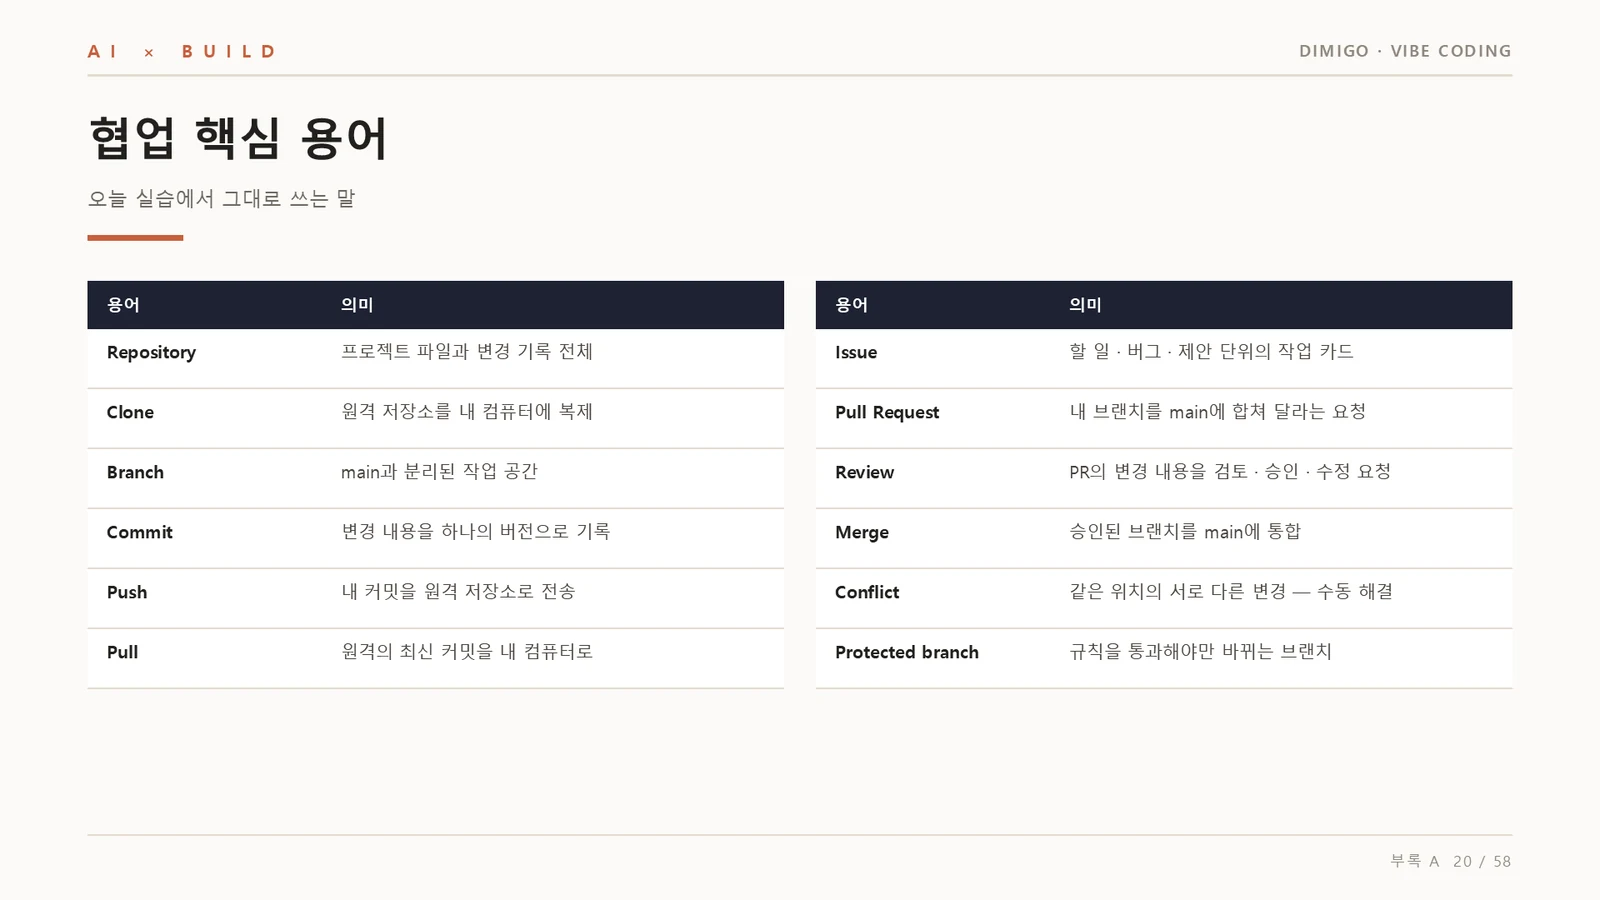 AI × BUILD
DIMIGO · VIBE CODING
협업 핵심 용어
오늘 실습에서 그대로 쓰는 말
용어 의미
Repository 프로젝트 파일과 변경 기록 전체
Clone 원격 저장소를 내 컴퓨터에 복제
Branch main과 분리된 작업 공간
Commit 변경 내용을 하나의 버전으로 기록
Push 내 커밋을 원격 저장소로 전송
Pull 원격의 최신 커밋을 내 컴퓨터로
용어 의미
Issue 할 일 · 버그 · 제안 단위의 작업 카드
Pull Request 내 브랜치를 main에 합쳐 달라는 요청
Review PR의 변경 내용을 검토 · 승인 · 수정 요청
Merge 승인된 브랜치를 main에 통합
Conflict 같은 위치의 서로 다른 변경 — 수동 해결
Protected branch 규칙을 통과해야만 바뀌는 브랜치
부록 A 20 / 58